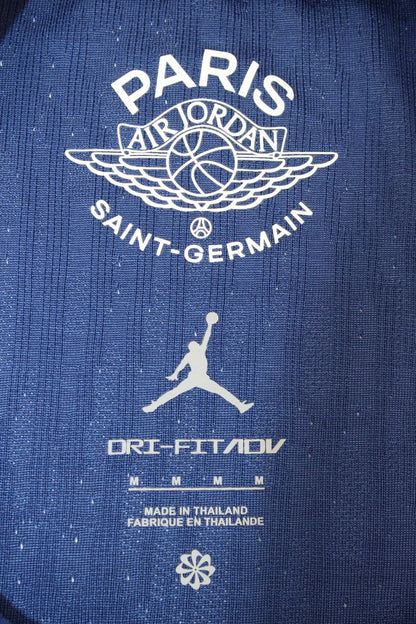 PARIS
AIR JORDAN
SAINT-GERMAIN
DRI-FIT ADV
M M M M
MADE IN THAILAND
FABRIQUE EN THAILANDE